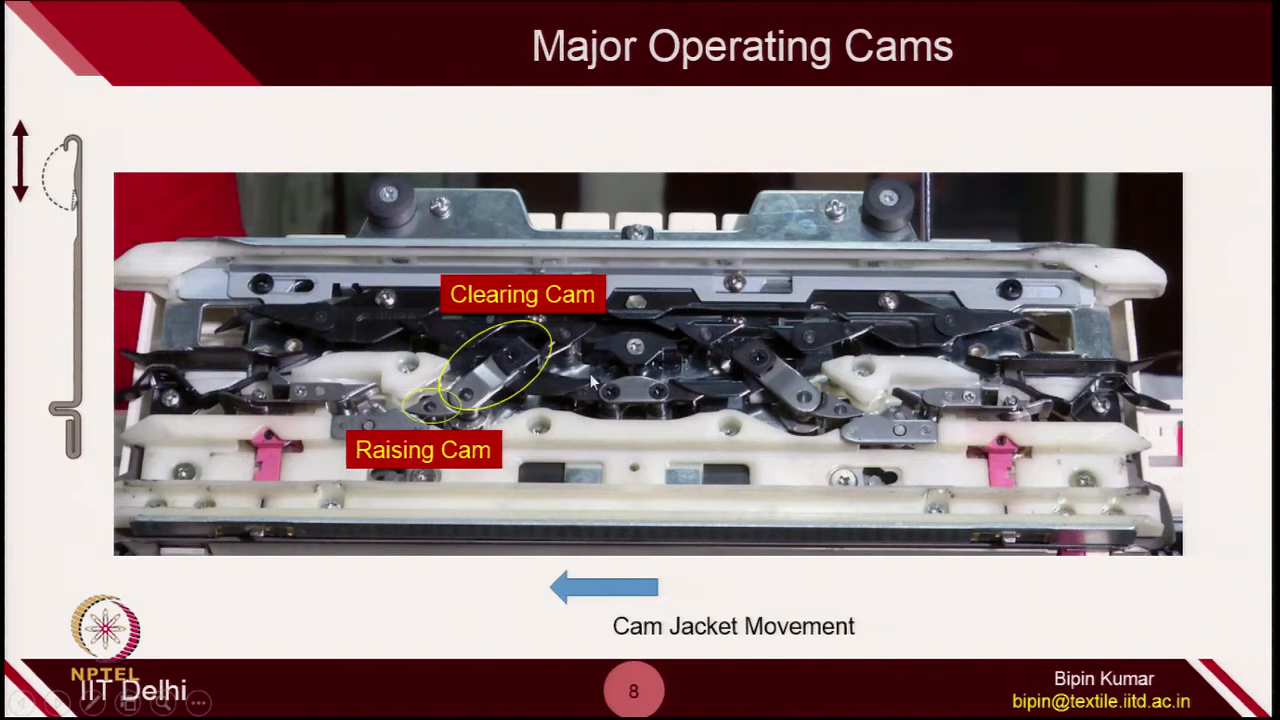 Major Operating Cams
Clearing Cam
Raising Cam
Cam Jacket Movement
NPTEL
IIT Delhi
8
Bipin Kumar
bipin@textile.iitd.ac.in